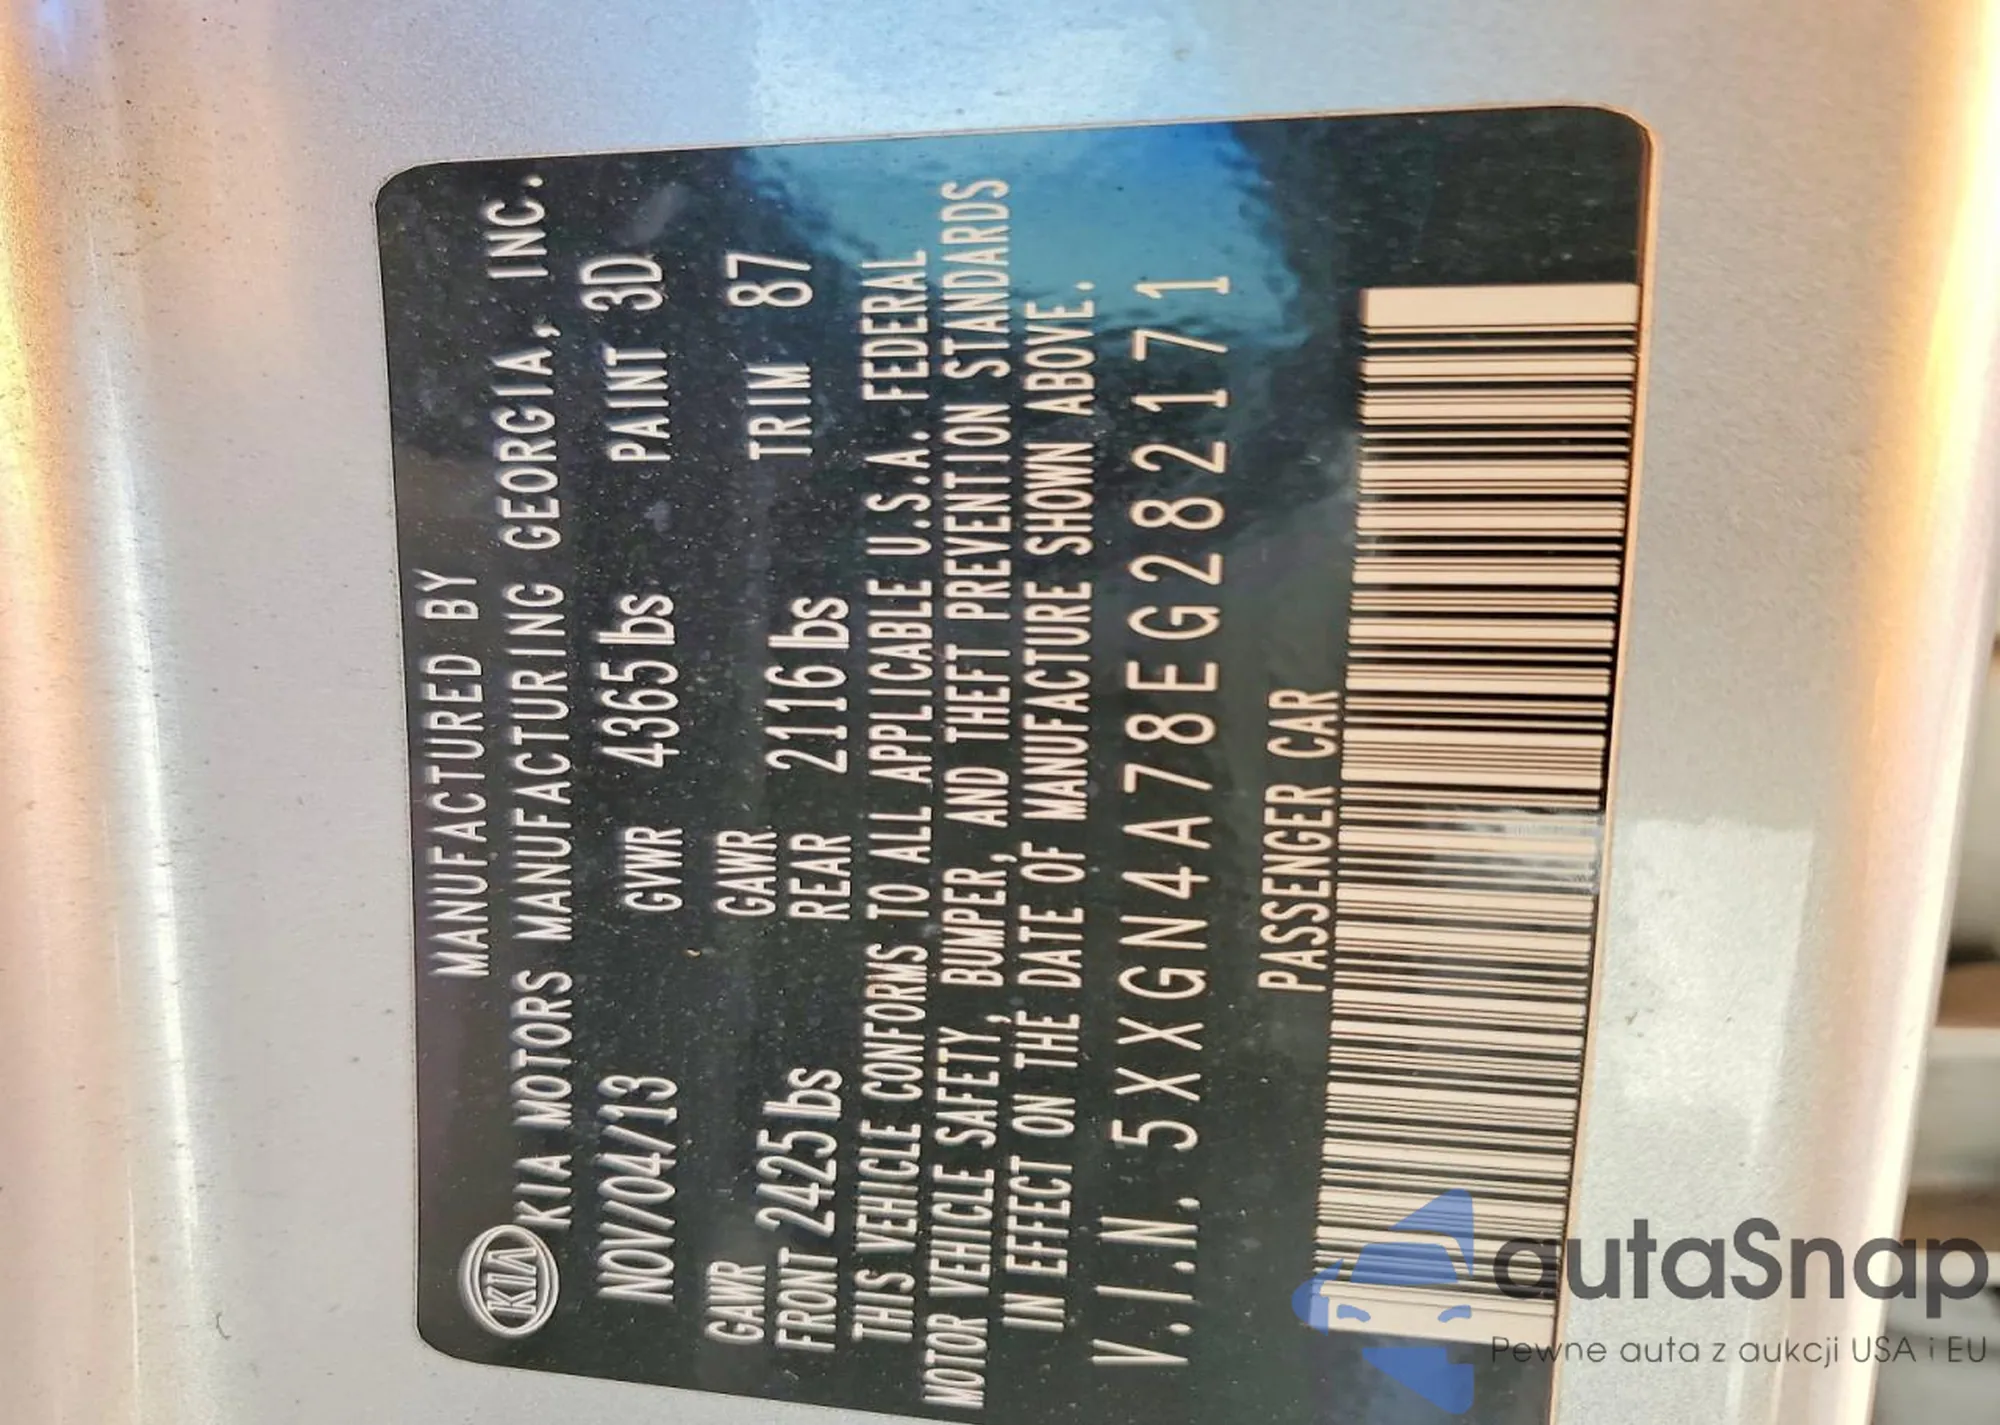 MANUFACTURED BY
KIA KIA MOTORS MANUFACTURING GEORGIA, INC.
NOV/04/13 GVWR 4365 lbs PAINT 3D
GAWR GAWR
FRONT 2425 lbs REAR 2116 lbs TRIM 87
THIS VEHICLE CONFORMS TO ALL APPLICABLE U.S.A. FEDERAL
MOTOR VEHICLE SAFETY, BUMPER, AND THEFT PREVENTION STANDARDS
IN EFFECT ON THE DATE OF MANUFACTURE SHOWN ABOVE.
V.I.N. 5XXGN4A78EG282171
PASSENGER CAR
autaSnap
Pewne auta z aukcji USA i EU